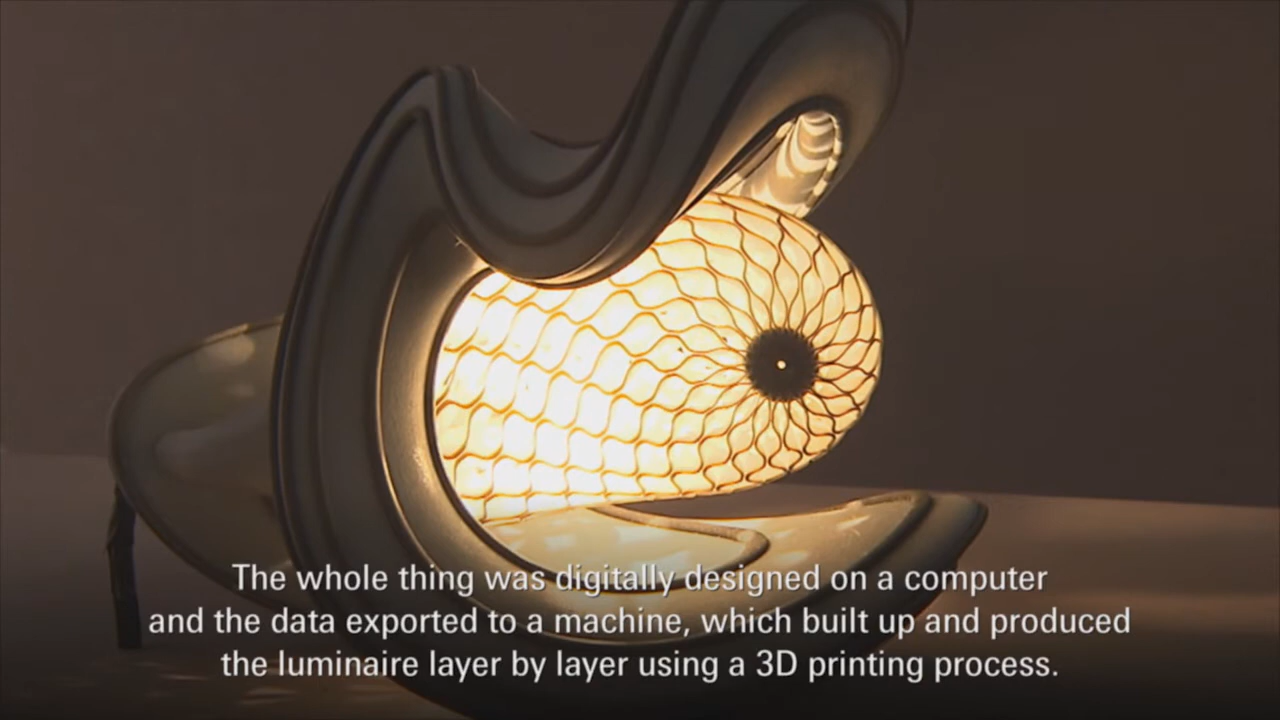 The whole thing was digitally designed on a computer
and the data exported to a machine, which built up and produced
the luminaire layer by layer using a 3D printing process.